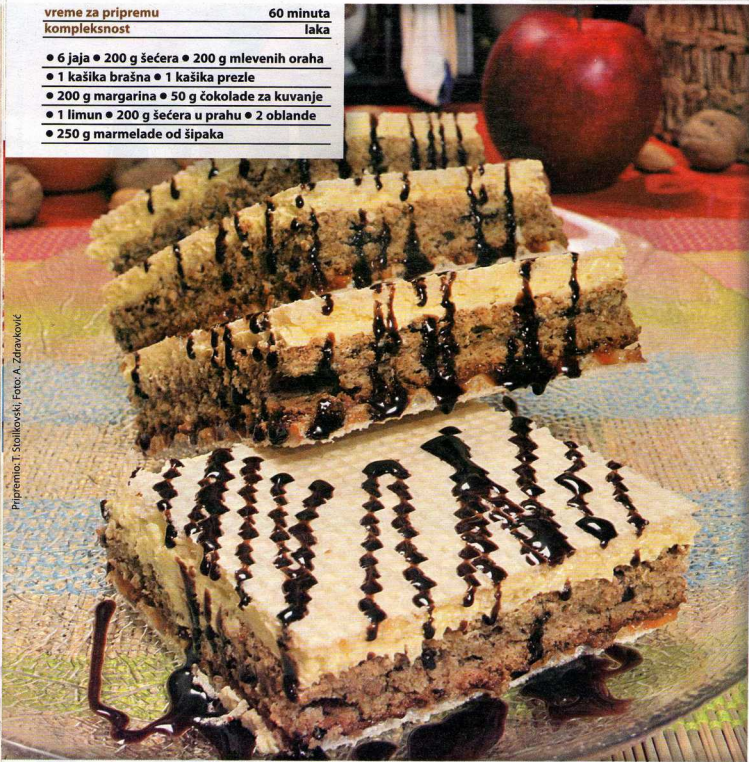 vreme za pripremu 60 minuta
kompleksnost laka
• 6 jaja • 200 g šećera • 200 g mlevenih oraha
• 1 kašika brašna • 1 kašika prezle
• 200 g margarina • 50 g čokolade za kuvanje
• 1 limun • 200 g šećera u prahu • 2 oblande
• 250 g marmelade od šipaka
Pripremio: T. Stoilkovski, Foto: A. Zdravković